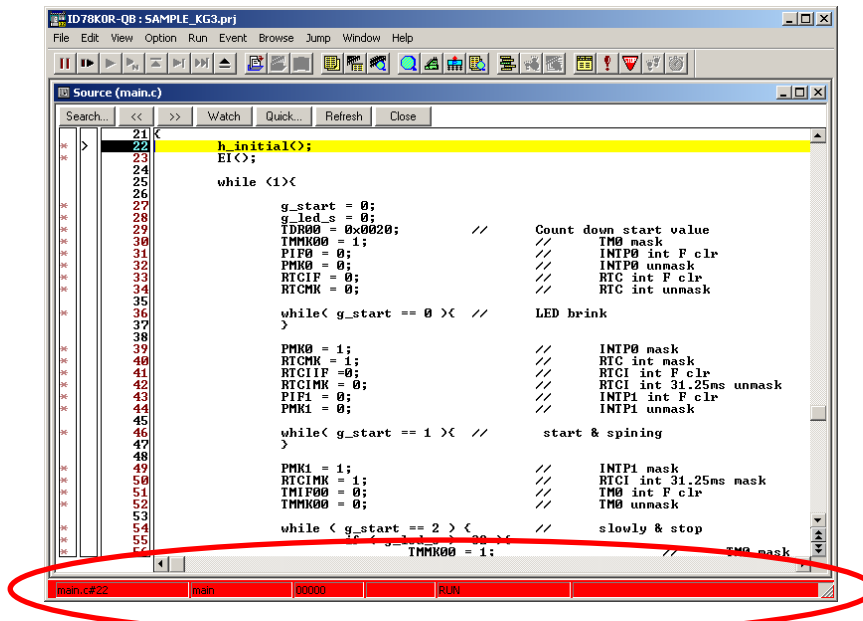 ID78K0R-QB : SAMPLE_KG3.prj
File Edit View Option Run Event Browse Jump Window Help
Source (main.c)
Search... << >> Watch Quick... Refresh Close
21 {
* > 22 h_initial();
* 23 EI();
24
25 while (1){
26
* 27 g_start = 0;
* 28 g_led_s = 0;
* 29 TDR00 = 0x0020; // Count down start value
* 30 TMMK00 = 1; // TM0 mask
* 31 PIF0 = 0; // INTP0 int F clr
* 32 PMK0 = 0; // INTP0 unmask
* 33 RTCIF = 0; // RTC int F clr
* 34 RTCMK = 0; // RTC int unmask
35
* 36 while( g_start == 0 ){ // LED brink
37 }
38
* 39 PMK0 = 1; // INTP0 mask
* 40 RTCMK = 1; // RTC int mask
* 41 RTCIIF =0; // RTCI int F clr
* 42 RTCIMK = 0; // RTCI int 31.25ms unmask
* 43 PIF1 = 0; // INTP1 int F clr
* 44 PMK1 = 0; // INTP1 unmask
45
* 46 while( g_start == 1 ){ // start & spining
47 }
48
* 49 PMK1 = 1; // INTP1 mask
* 50 RTCIMK = 1; // RTCI int 31.25ms mask
* 51 TMIF00 = 0; // TM0 int F clr
* 52 TMMK00 = 0; // TM0 unmask
53
* 54 while ( g_start == 2 ) { // slowly & stop
* 55 if ( g_led_s > 32 ){
* 56 TMMK00 = 1; // TM0 mask
main.c#22 main 00000 RUN